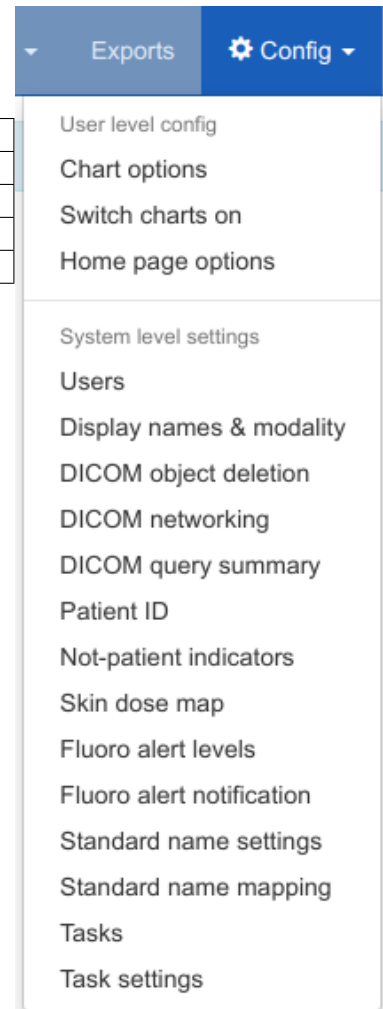 Exports
Config
User level config
Chart options
Switch charts on
Home page options
System level settings
Users
Display names & modality
DICOM object deletion
DICOM networking
DICOM query summary
Patient ID
Not-patient indicators
Skin dose map
Fluoro alert levels
Fluoro alert notification
Standard name settings
Standard name mapping
Tasks
Task settings